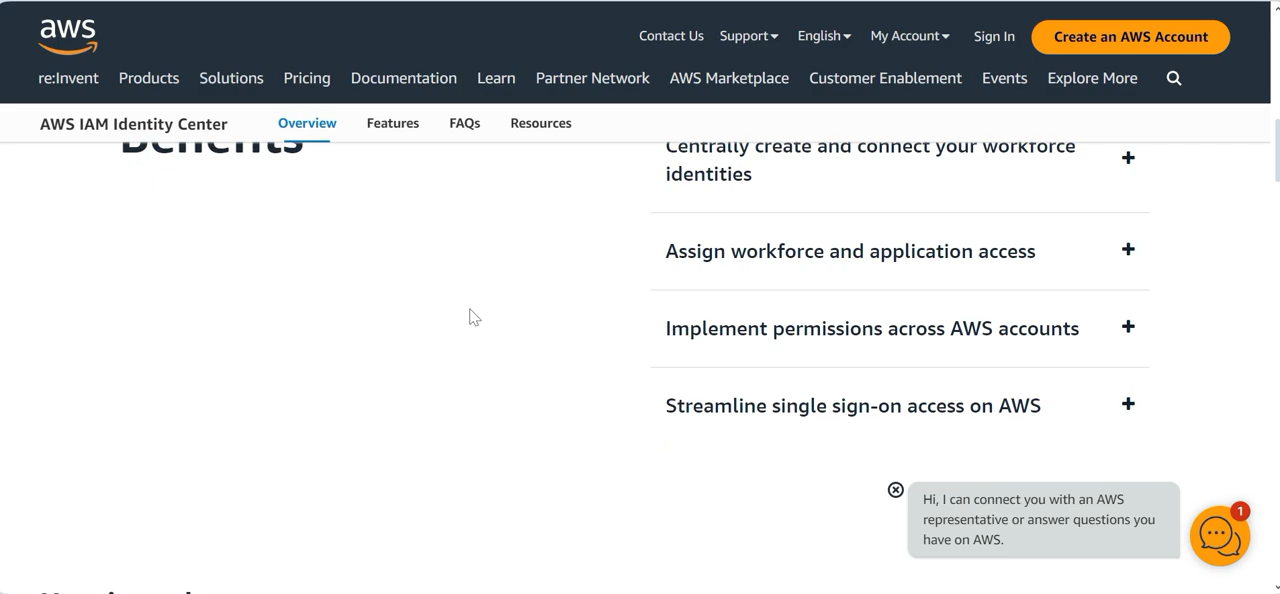 aws
Contact Us Support English My Account Sign In Create an AWS Account
re:Invent Products Solutions Pricing Documentation Learn Partner Network AWS Marketplace Customer Enablement Events Explore More
AWS IAM Identity Center Overview Features FAQs Resources
Benefits
Centrally create and connect your workforce
identities
Assign workforce and application access
Implement permissions across AWS accounts
Streamline single sign-on access on AWS
Hi, I can connect you with an AWS
representative or answer questions you
have on AWS.
1